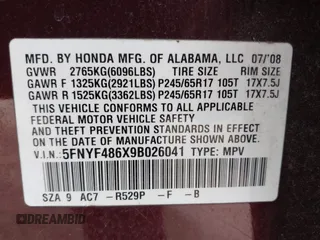 MFD. BY HONDA MFG. OF ALABAMA, LLC 07/'08
GVWR 2765KG(6096LBS) TIRE SIZE RIM SIZE
GAWR F 1325KG(2921LBS) P245/65R17 105T 17X7.5J
GAWR R 1525KG(3362LBS) P245/65R17 105T 17X7.5J
THIS VEHICLE CONFORMS TO ALL APPLICABLE
FEDERAL MOTOR VEHICLE SAFETY STANDARDS
IN EFFECT ON THE DATE OF MANUFACTURE
SHOWN ABOVE.
V.I.N: 5FNYF486X9B026041 TYPE: MPV
SZA 9 AC7 -R529P -F -B
DREAMBID